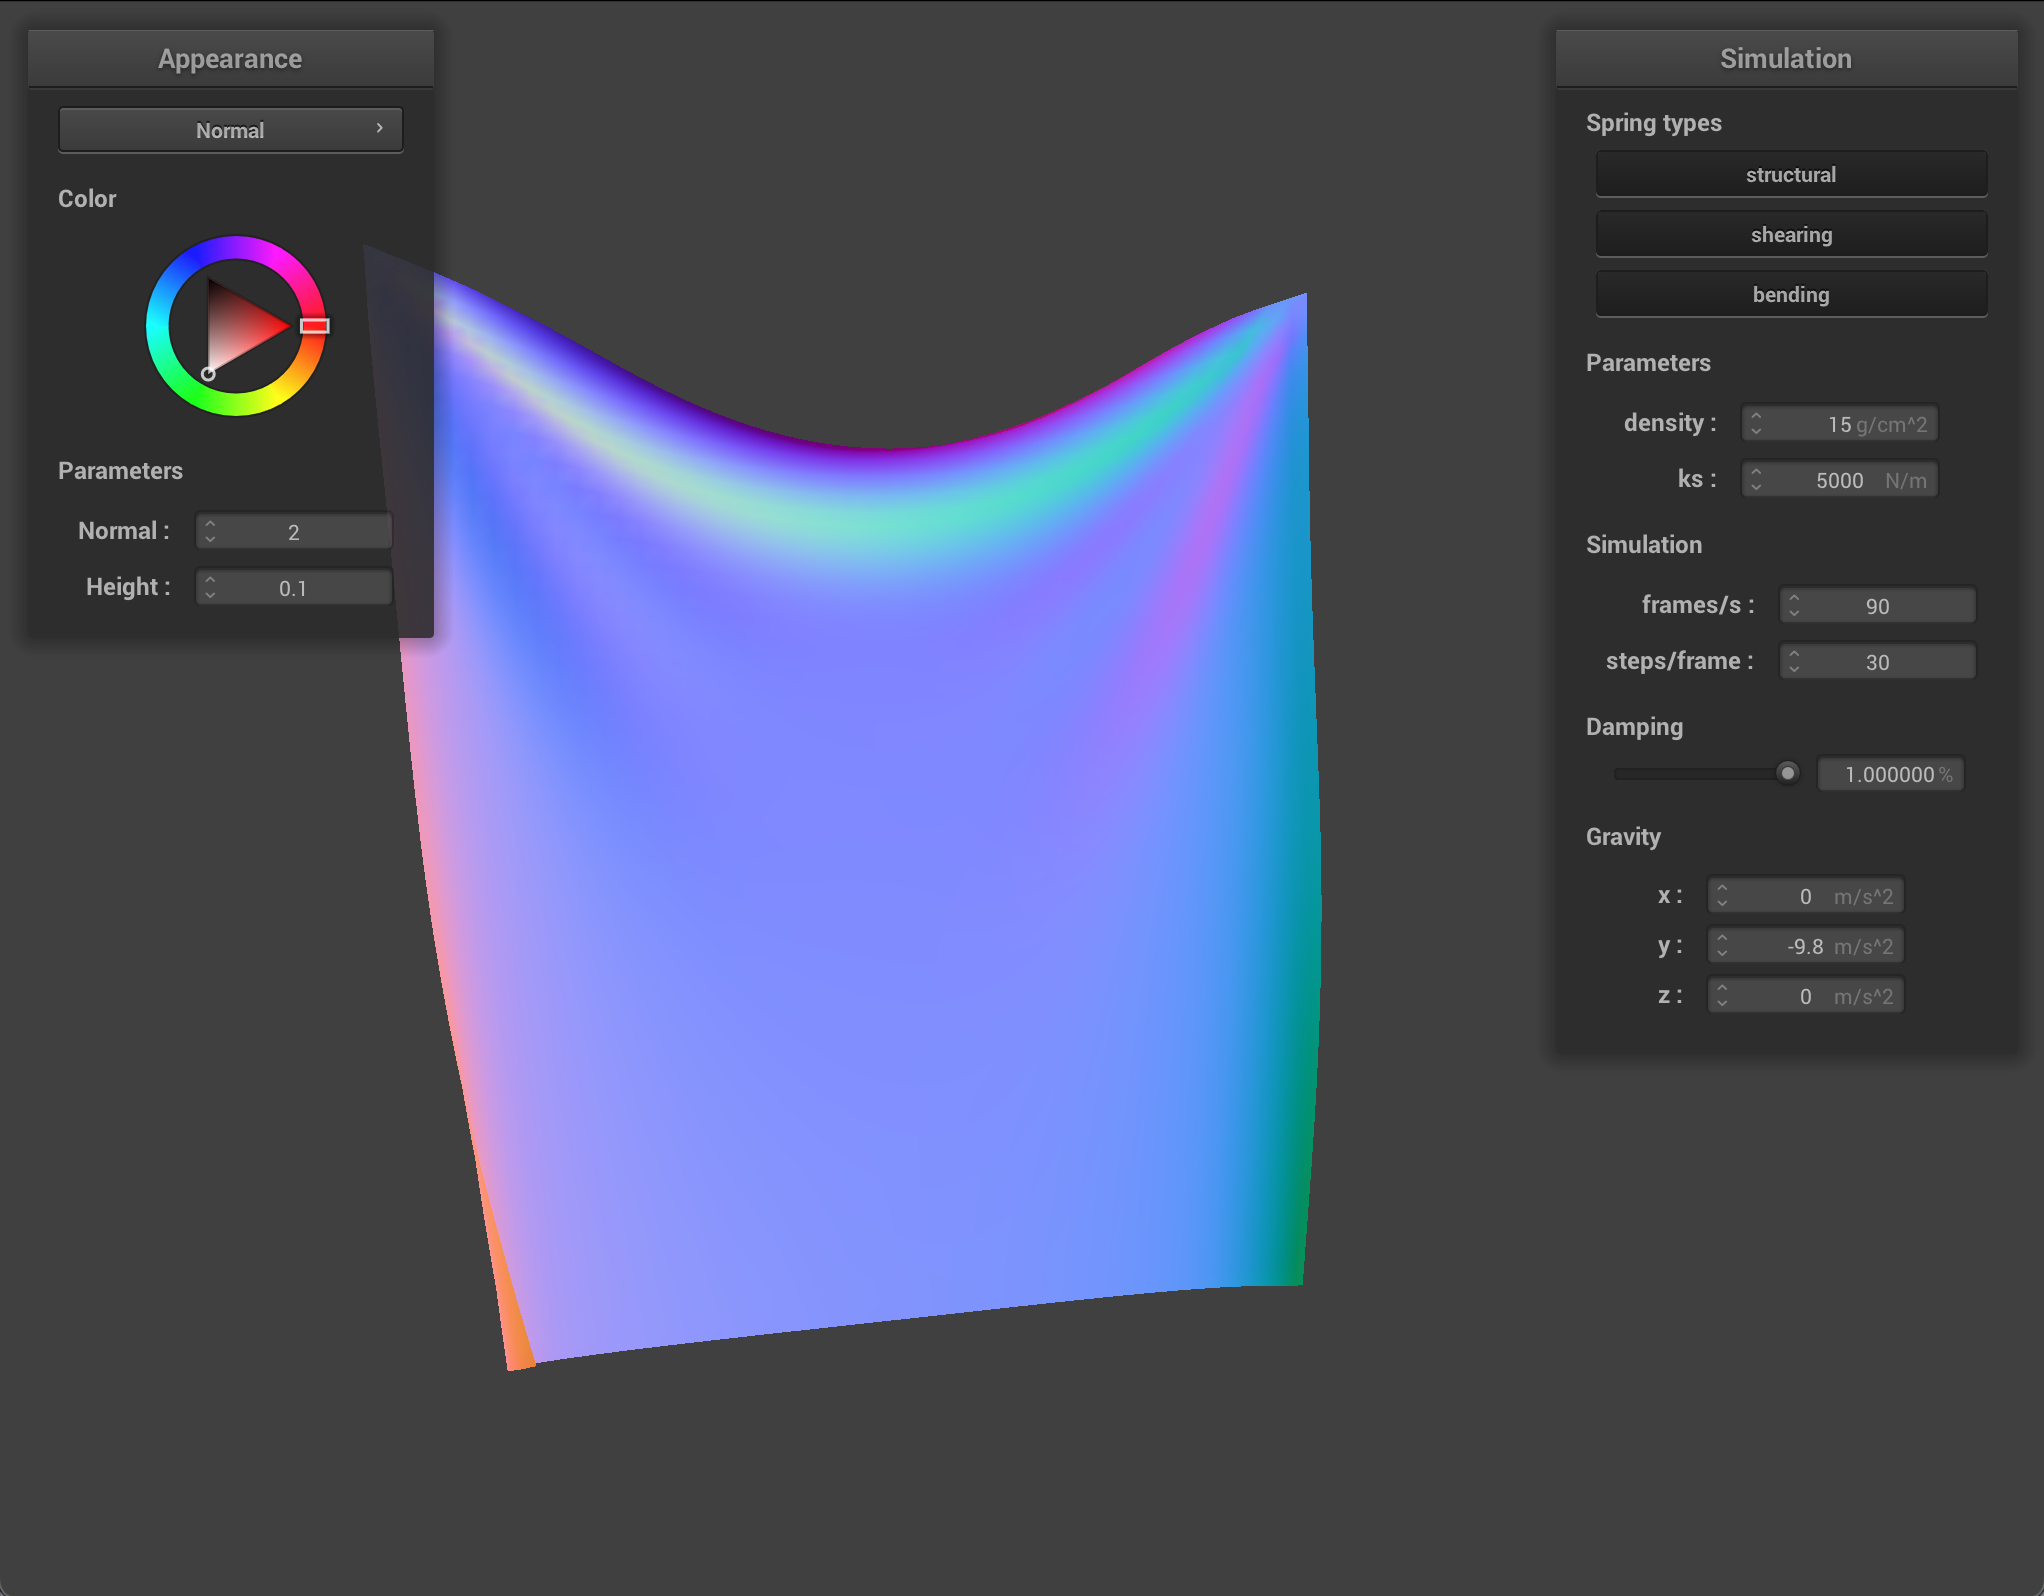 Appearance
Normal
Color
Parameters
Normal : 2
Height : 0.1
Simulation
Spring types
structural
shearing
bending
Parameters
density : 15 g/cm^2
ks : 5000 N/m
Simulation
frames/s : 90
steps/frame : 30
Damping
1.000000 %
Gravity
x : 0 m/s^2
y : -9.8 m/s^2
z : 0 m/s^2